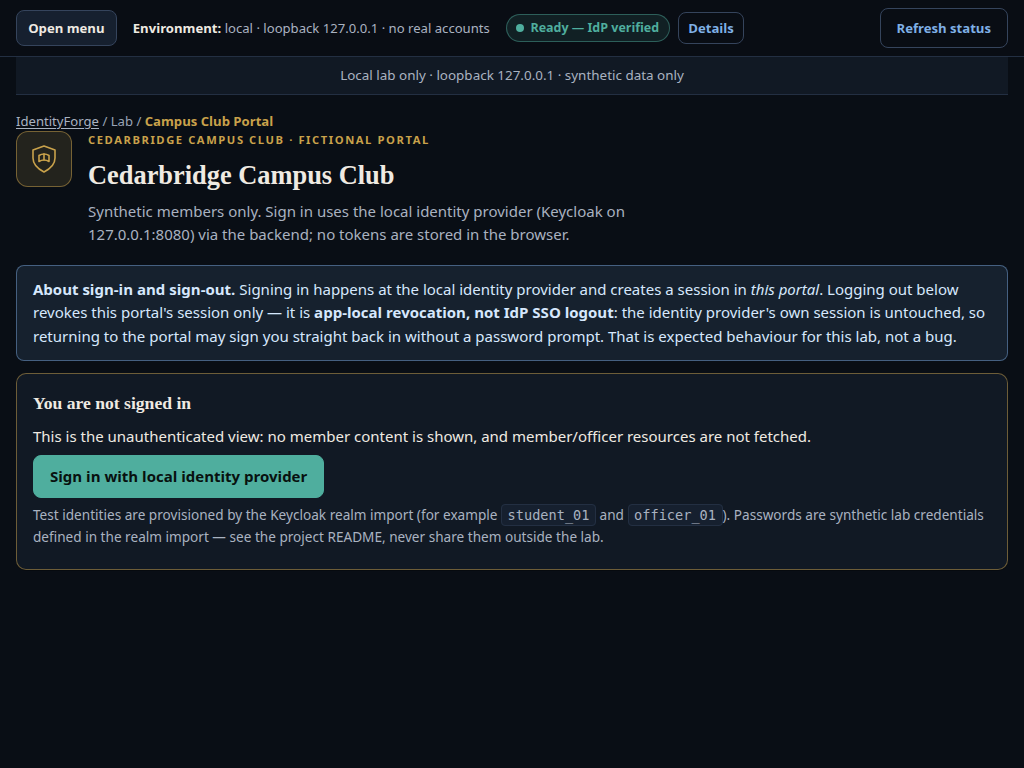 Open menu
Environment: local · loopback 127.0.0.1 · no real accounts
Ready — IdP verified
Details
Refresh status
Local lab only · loopback 127.0.0.1 · synthetic data only
IdentityForge / Lab / Campus Club Portal
CEDARBRIDGE CAMPUS CLUB · FICTIONAL PORTAL
Cedarbridge Campus Club
Synthetic members only. Sign in uses the local identity provider (Keycloak on
127.0.0.1:8080) via the backend; no tokens are stored in the browser.
About sign-in and sign-out. Signing in happens at the local identity provider and creates a session in this portal. Logging out below
revokes this portal's session only — it is app-local revocation, not IdP SSO logout: the identity provider's own session is untouched, so
returning to the portal may sign you straight back in without a password prompt. That is expected behaviour for this lab, not a bug.
You are not signed in
This is the unauthenticated view: no member content is shown, and member/officer resources are not fetched.
Sign in with local identity provider
Test identities are provisioned by the Keycloak realm import (for example student_01 and officer_01). Passwords are synthetic lab credentials
defined in the realm import — see the project README, never share them outside the lab.